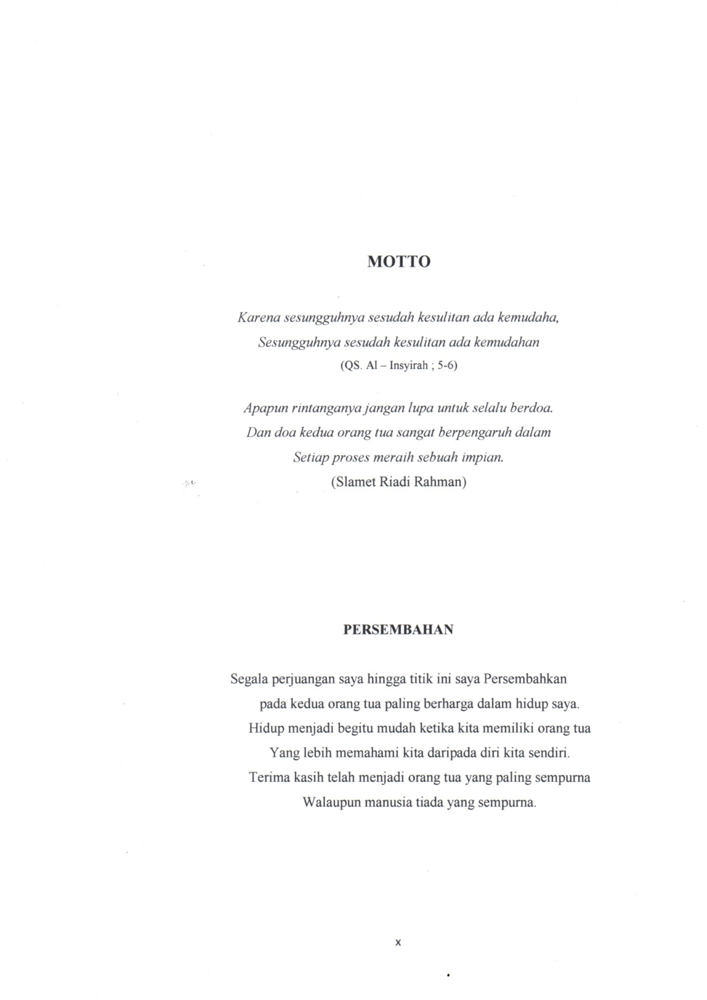 MOTTO
Karena sesungguhnya sesudah kesulitan ada kemudaha,
Sesungguhnya sesudah kesulitan ada kemudahan
(QS. Al – Insyirah ; 5-6)
Apapun rintanganya jangan lupa untuk selalu berdoa.
Dan doa kedua orang tua sangat berpengaruh dalam
Setiap proses meraih sebuah impian.
(Slamet Riadi Rahman)
PERSEMBAHAN
Segala perjuangan saya hingga titik ini saya Persembahkan
pada kedua orang tua paling berharga dalam hidup saya.
Hidup menjadi begitu mudah ketika kita memiliki orang tua
Yang lebih memahami kita daripada diri kita sendiri.
Terima kasih telah menjadi orang tua yang paling sempurna
Walaupun manusia tiada yang sempurna.
x